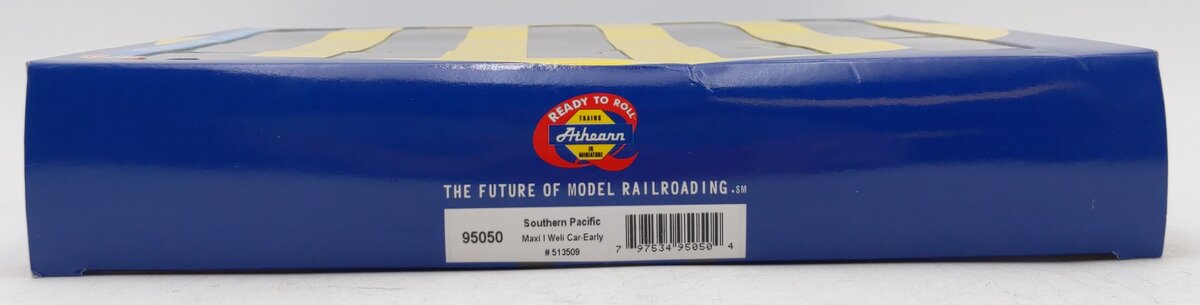 READY TO ROLL
TRAINS
Athearn
IN
MINIATURE
THE FUTURE OF MODEL RAILROADING.SM
95050
Southern Pacific
Maxi I Well Car-Early
# 513509
7 97534 95050 4